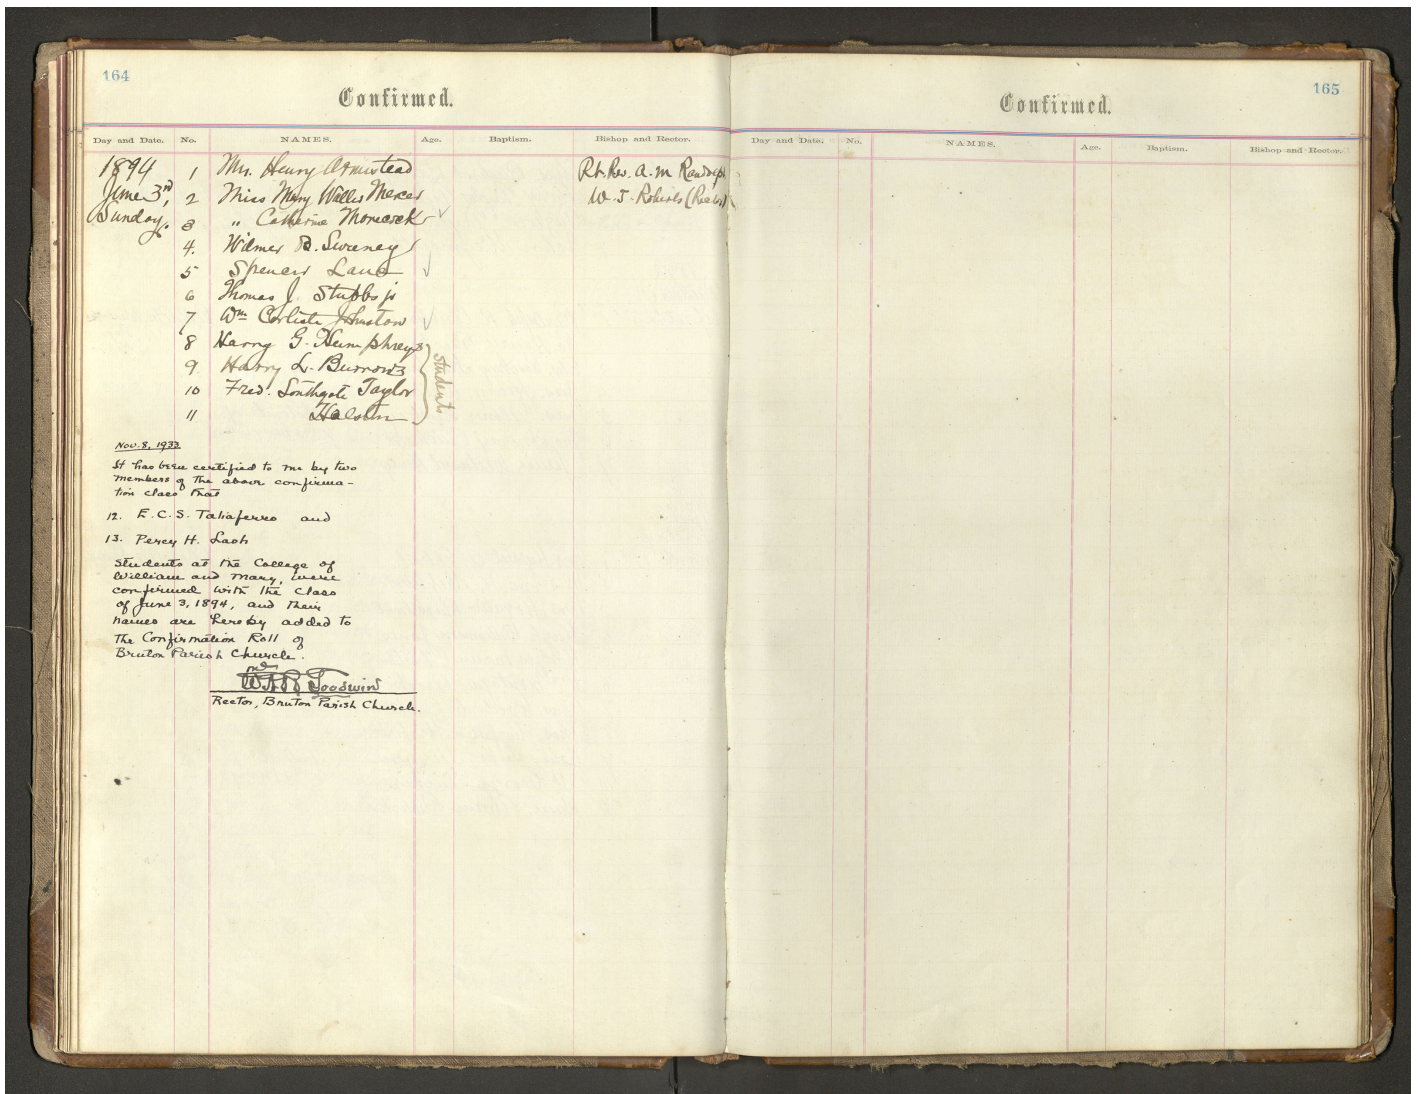 164
Confirmed.
Day and Date. No. NAMES. Age. Baptism. Bishop and Rector.
1894 1 Mrs. Henry Armistead Rt. Rev. A. M. Randolph
June 3rd, 2 Miss Mary Wallis Mercer W. T. Roberts (Rector)
Sunday. 3 " Catherine Morecock
4. Wilmer D. Sweeney
5 Spencer Lane
6 Thomas J. Stubbs jr
7 Wm Carlisle Johnston
8 Harry G. Humphreys
9. Harry L. Burrows
10 Fred. Southgate Taylor
11 Holston
Students
Nov. 8, 1933
It has been certified to me by two
members of the above confirma-
tion class that
12. E.C.S. Taliaferro and
13. Percy H. Lash
students at the College of
William and Mary, were
confirmed with the class
of June 3, 1894, and their
names are hereby added to
the Confirmation Roll of
Bruton Parish Church.
Goodwin
Rector, Bruton Parish Church.
165
Confirmed.
Day and Date. No. NAMES. Age. Baptism. Bishop and Rector.